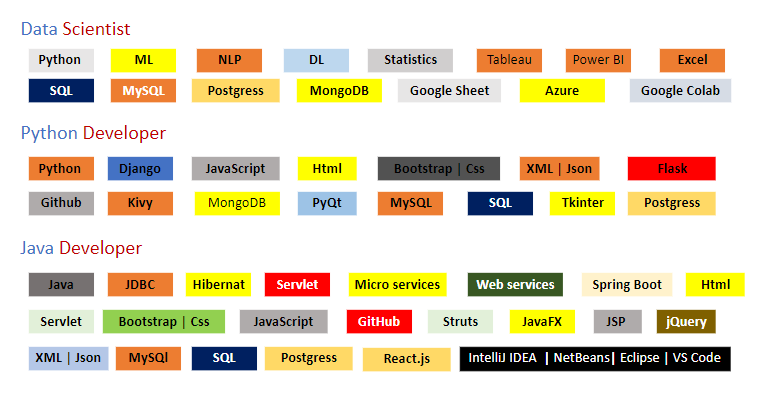 Data Scientist
Python ML NLP DL Statistics Tableau Power BI Excel
SQL MySQL Postgress MongoDB Google Sheet Azure Google Colab
Python Developer
Python Django JavaScript Html Bootstrap | Css XML | Json Flask
Github Kivy MongoDB PyQt MySQL SQL Tkinter Postgress
Java Developer
Java JDBC Hibernat Servlet Micro services Web services Spring Boot Html
Servlet Bootstrap | Css JavaScript GitHub Struts JavaFX JSP jQuery
XML | Json MySQl SQL Postgress React.js IntelliJ IDEA | NetBeans| Eclipse | VS Code